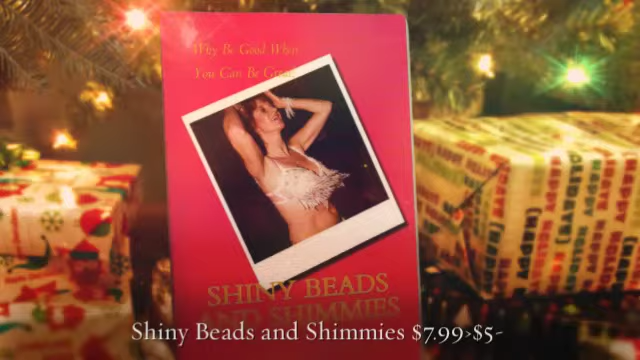 Why Be Good When
You Can Be Great
SHINY BEADS
AND SHIMMIES
Shiny Beads and Shimmies $7.99>$5-